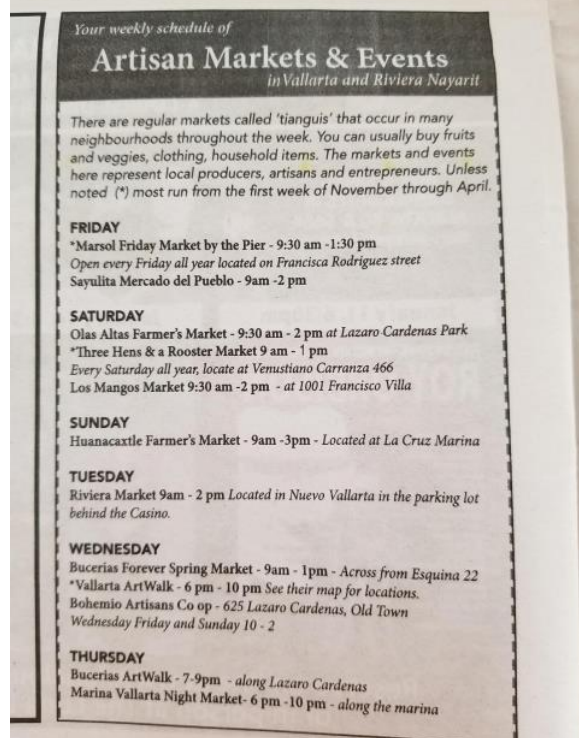 Your weekly schedule of
Artisan Markets & Events
in Vallarta and Riviera Nayarit
There are regular markets called 'tianguis' that occur in many
neighbourhoods throughout the week. You can usually buy fruits
and veggies, clothing, household items. The markets and events
here represent local producers, artisans and entrepreneurs. Unless
noted (*) most run from the first week of November through April.
FRIDAY
*Marsol Friday Market by the Pier - 9:30 am -1:30 pm
Open every Friday all year located on Francisca Rodriguez street
Sayulita Mercado del Pueblo - 9am -2 pm
SATURDAY
Olas Altas Farmer's Market - 9:30 am - 2 pm at Lazaro Cardenas Park
*Three Hens & a Rooster Market 9 am - 1 pm
Every Saturday all year, locate at Venustiano Carranza 466
Los Mangos Market 9:30 am -2 pm - at 1001 Francisco Villa
SUNDAY
Huanacaxtle Farmer's Market - 9am -3pm - Located at La Cruz Marina
TUESDAY
Riviera Market 9am - 2 pm Located in Nuevo Vallarta in the parking lot
behind the Casino.
WEDNESDAY
Bucerias Forever Spring Market - 9am - 1pm - Across from Esquina 22
*Vallarta ArtWalk - 6 pm - 10 pm See their map for locations.
Bohemio Artisans Co op - 625 Lazaro Cardenas, Old Town
Wednesday Friday and Sunday 10 - 2
THURSDAY
Bucerias ArtWalk - 7-9pm - along Lazaro Cardenas
Marina Vallarta Night Market- 6 pm -10 pm - along the marina